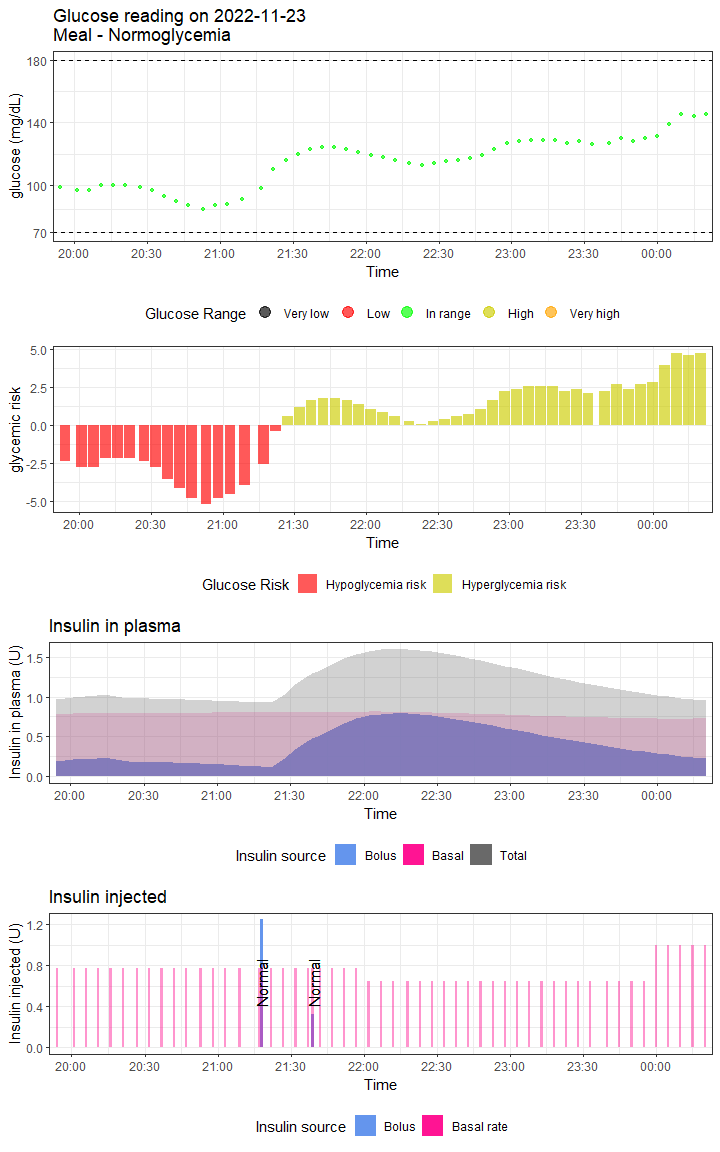 Glucose reading on 2022-11-23
Meal - Normoglycemia
glucose (mg/dL)
180
140
100
70
20:00 20:30 21:00 21:30 22:00 22:30 23:00 23:30 00:00
Time
Glucose Range Very low Low In range High Very high
glycemic risk
5.0
2.5
0.0
-2.5
-5.0
20:00 20:30 21:00 21:30 22:00 22:30 23:00 23:30 00:00
Time
Glucose Risk Hypoglycemia risk Hyperglycemia risk
Insulin in plasma
Insulin in plasma (U)
1.5
1.0
0.5
0.0
20:00 20:30 21:00 21:30 22:00 22:30 23:00 23:30 00:00
Time
Insulin source Bolus Basal Total
Insulin injected
Insulin injected (U)
1.2
0.8
0.4
0.0
Normal Normal
20:00 20:30 21:00 21:30 22:00 22:30 23:00 23:30 00:00
Time
Insulin source Bolus Basal rate